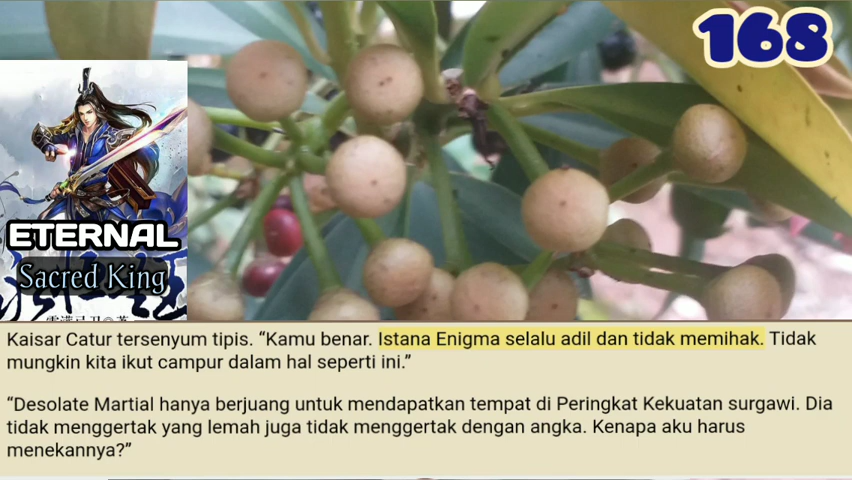 168
ETERNAL
Sacred King
Kaisar Catur tersenyum tipis. “Kamu benar. Istana Enigma selalu adil dan tidak memihak. Tidak
mungkin kita ikut campur dalam hal seperti ini.”
“Desolate Martial hanya berjuang untuk mendapatkan tempat di Peringkat Kekuatan surgawi. Dia
tidak menggertak yang lemah juga tidak menggertak dengan angka. Kenapa aku harus
menekannya?”